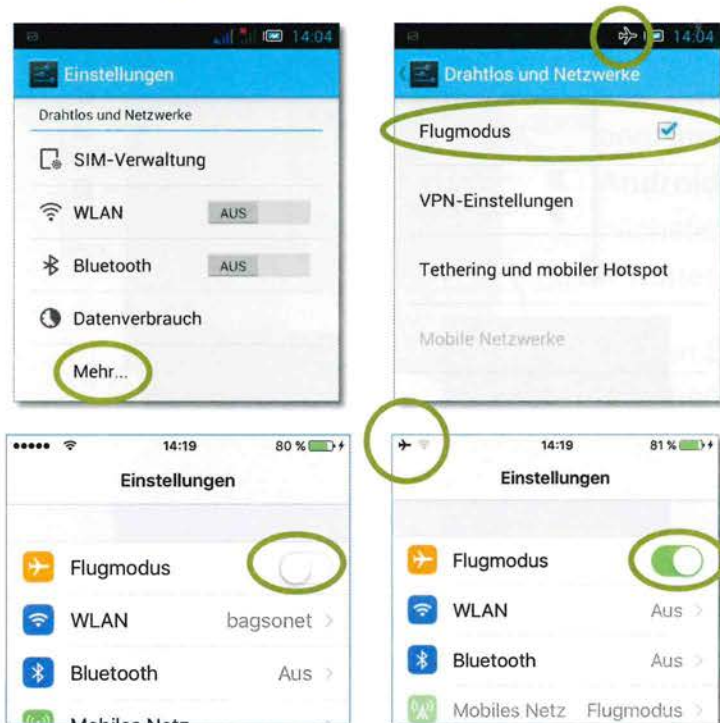 14:04
Einstellungen
Drahtlos und Netzwerke
SIM-Verwaltung
WLAN AUS
Bluetooth AUS
Datenverbrauch
Mehr...
14:04
Drahtlos und Netzwerke
Flugmodus
VPN-Einstellungen
Tethering und mobiler Hotspot
Mobile Netzwerke
14:19 80 %
Einstellungen
Flugmodus
WLAN bagsonet
Bluetooth Aus
Mobiles Netz
14:19 81 %
Einstellungen
Flugmodus
WLAN Aus
Bluetooth Aus
Mobiles Netz Flugmodus